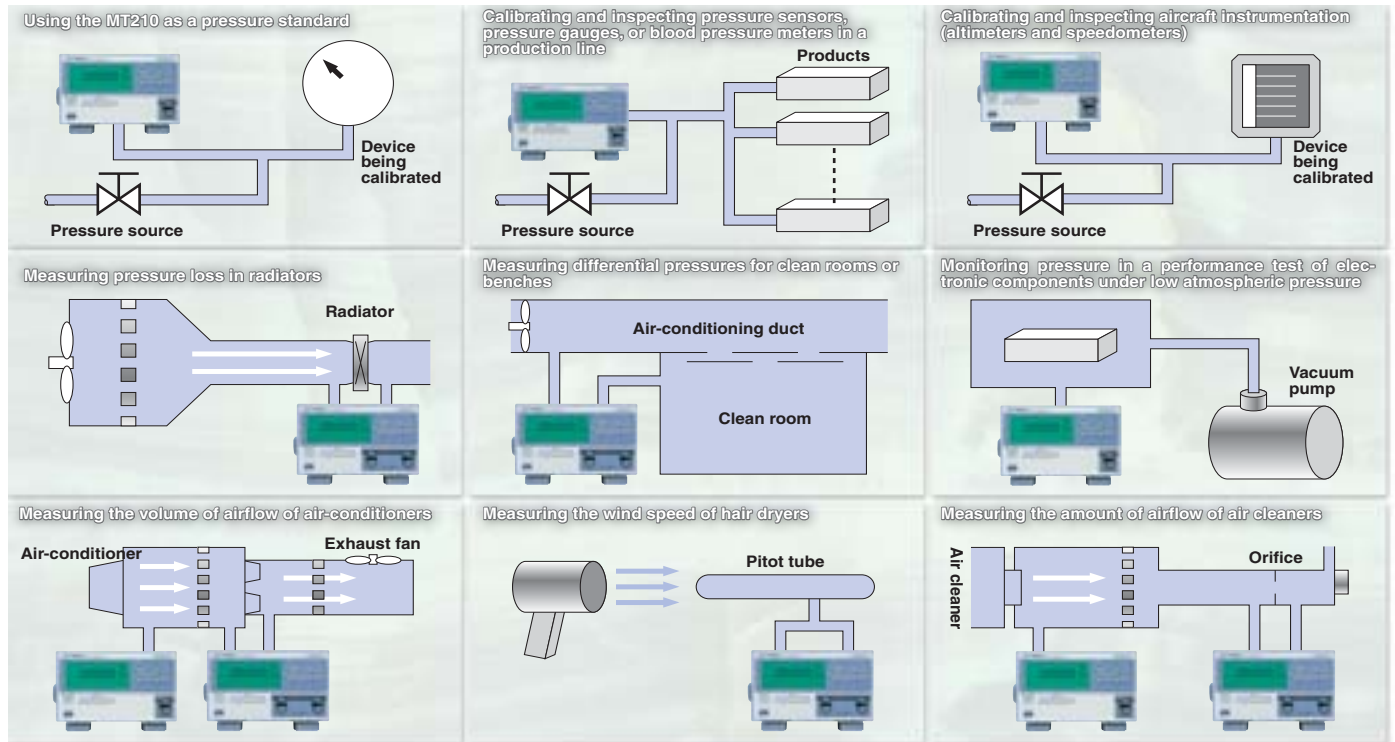 Using the MT210 as a pressure standard
Device
being
calibrated
Pressure source
Calibrating and inspecting pressure sensors,
pressure gauges, or blood pressure meters in a
production line
Products
Pressure source
Calibrating and inspecting aircraft instrumentation
(altimeters and speedometers)
Device
being
calibrated
Pressure source
Measuring pressure loss in radiators
Radiator
Measuring differential pressures for clean rooms or
benches
Air-conditioning duct
Clean room
Monitoring pressure in a performance test of elec-
tronic components under low atmospheric pressure
Vacuum
pump
Measuring the volume of airflow of air-conditioners
Air-conditioner
Exhaust fan
Measuring the wind speed of hair dryers
Pitot tube
Measuring the amount of airflow of air cleaners
Air cleaner
Orifice